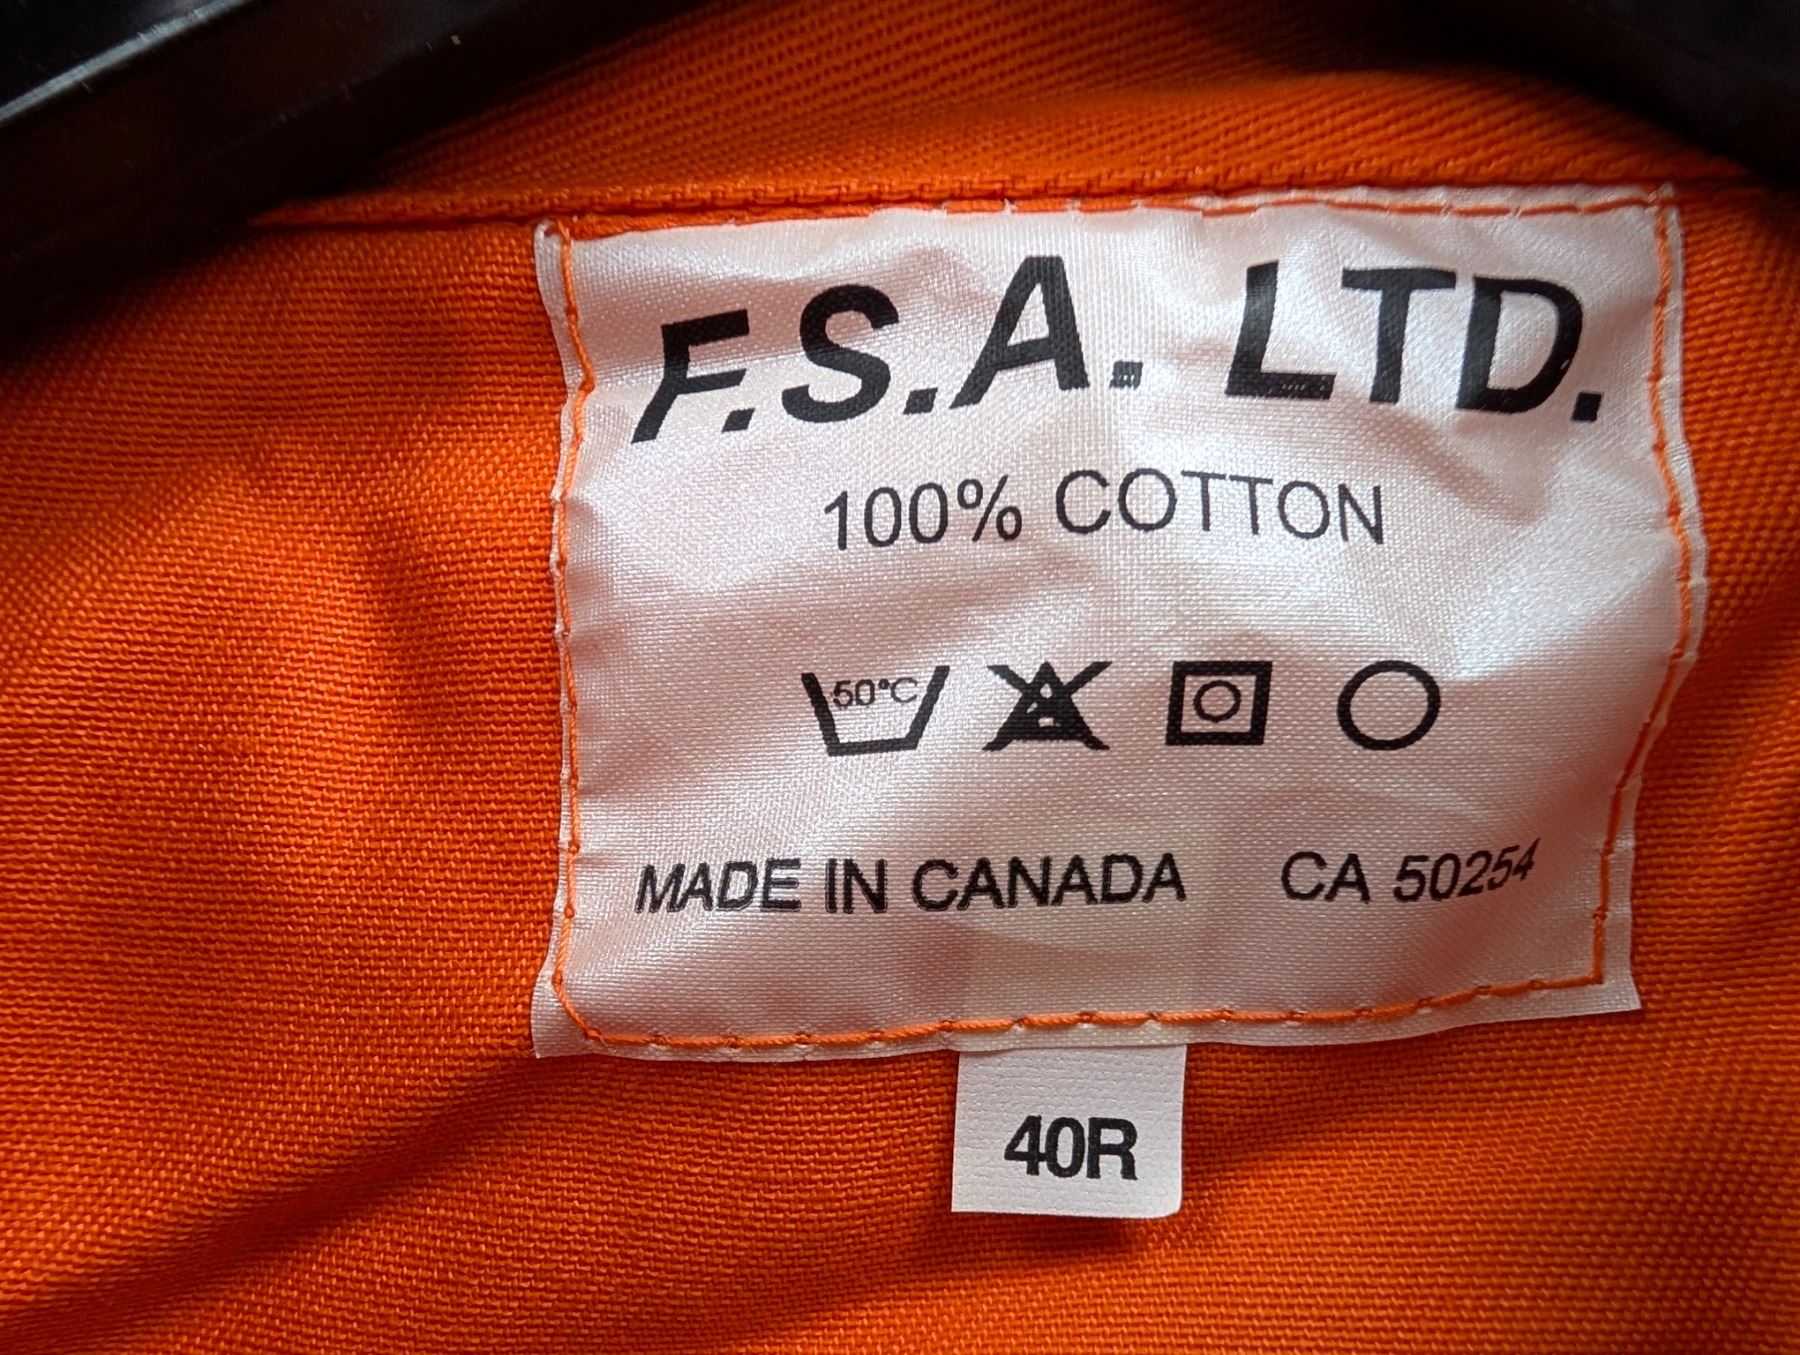 F.S.A. LTD.
100% COTTON
50°C
MADE IN CANADA CA 50254
40R